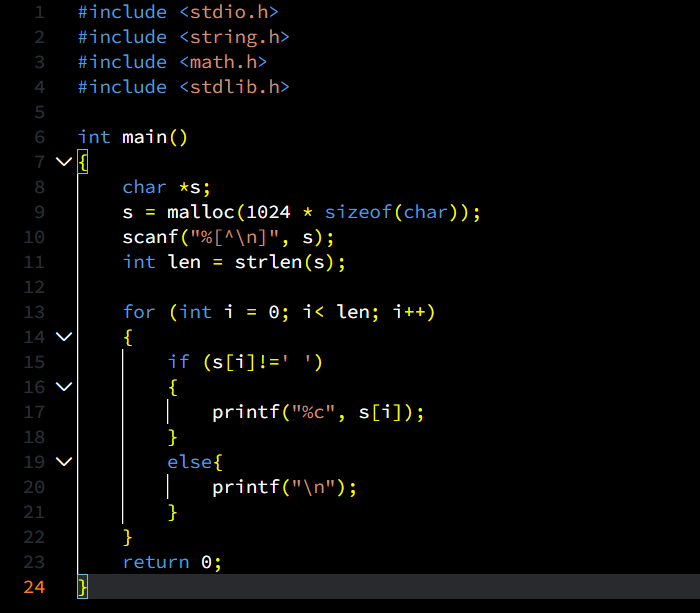 1 #include <stdio.h>
2 #include <string.h>
3 #include <math.h>
4 #include <stdlib.h>
5
6 int main()
7 {
8     char *s;
9     s = malloc(1024 * sizeof(char));
10     scanf("%[^\n]", s);
11     int len = strlen(s);
12
13     for (int i = 0; i< len; i++)
14     {
15         if (s[i]!=' ')
16         {
17             printf("%c", s[i]);
18         }
19         else{
20             printf("\n");
21         }
22     }
23     return 0;
24 }